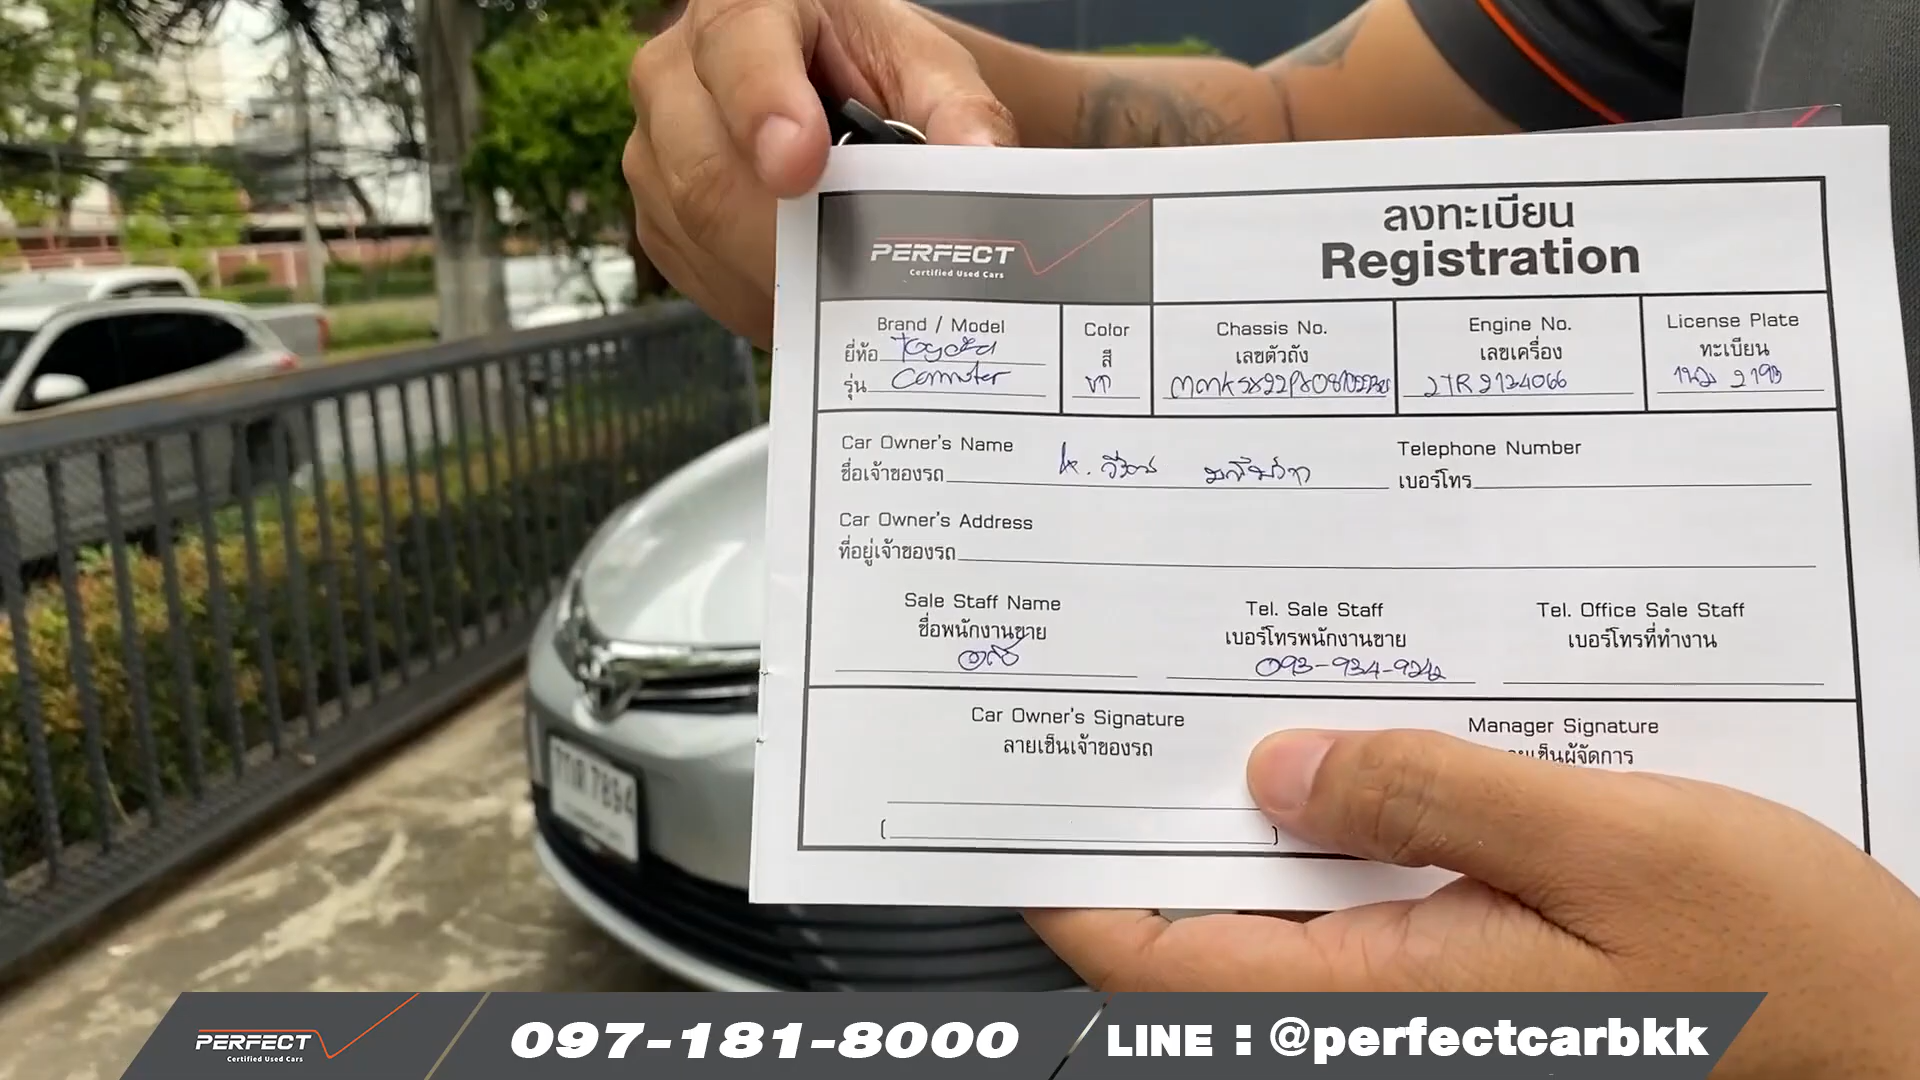 PERFECT
Certified Used Cars
ลงทะเบียน
Registration
Brand / Model
ยี่ห้อ Toyota
รุ่น Commuter
Color
สี
Chassis No.
เลขตัวถัง
Engine No.
เลขเครื่อง
2TR9124066
License Plate
ทะเบียน
Car Owner's Name
ชื่อเจ้าของรถ
Telephone Number
เบอร์โทร
Car Owner's Address
ที่อยู่เจ้าของรถ
Sale Staff Name
ชื่อพนักงานขาย
Tel. Sale Staff
เบอร์โทรพนักงานขาย
Tel. Office Sale Staff
เบอร์โทรที่ทำงาน
Car Owner's Signature
ลายเซ็นเจ้าของรถ
Manager Signature
ผู้จัดการ
7894
PERFECT
Certified Used Cars
097-181-8000
LINE : @perfectcarbkk